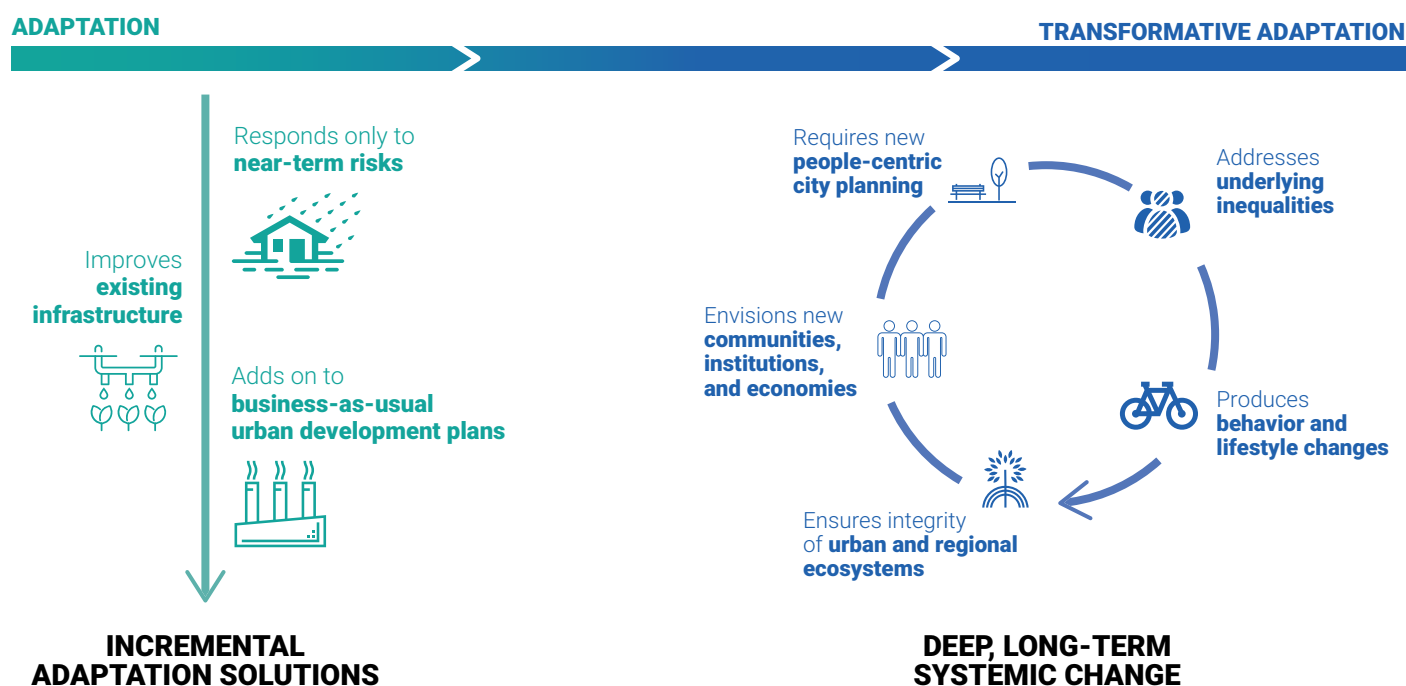 ADAPTATION
TRANSFORMATIVE ADAPTATION
Responds only to
near-term risks
Improves
existing
infrastructure
Adds on to
business-as-usual
urban development plans
INCREMENTAL
ADAPTATION SOLUTIONS
Requires new
people-centric
city planning
Addresses
underlying
inequalities
Envisions new
communities,
institutions,
and economies
Produces
behavior and
lifestyle changes
Ensures integrity
of urban and regional
ecosystems
DEEP, LONG-TERM
SYSTEMIC CHANGE